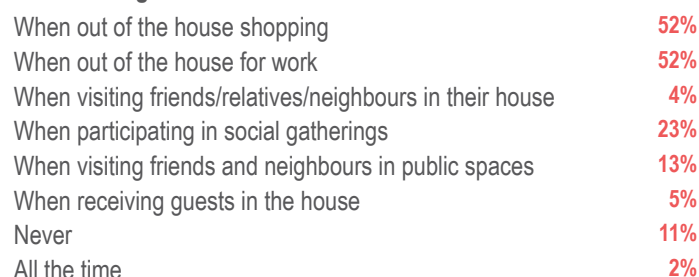 When out of the house shopping 52%
When out of the house for work 52%
When visiting friends/relatives/neighbours in their house 4%
When participating in social gatherings 23%
When visiting friends and neighbours in public spaces 13%
When receiving guests in the house 5%
Never 11%
All the time 2%